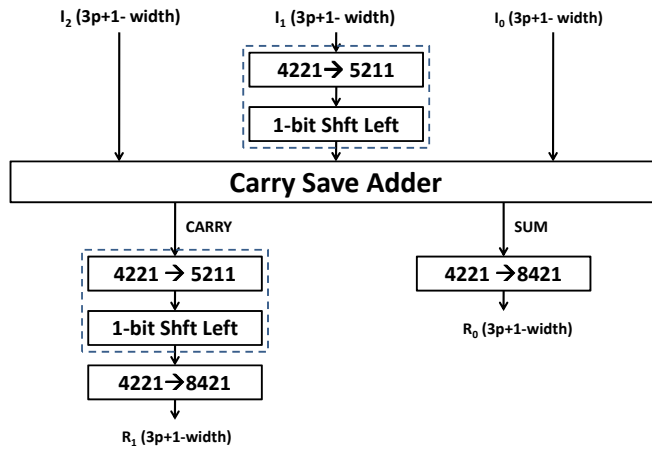 I₂ (3p+1- width)
I₁ (3p+1- width)
I₀ (3p+1- width)
4221→ 5211
1-bit Shft Left
Carry Save Adder
CARRY
SUM
4221 → 5211
4221 →8421
1-bit Shft Left
R₀ (3p+1-width)
4221 →8421
R₁ (3p+1-width)